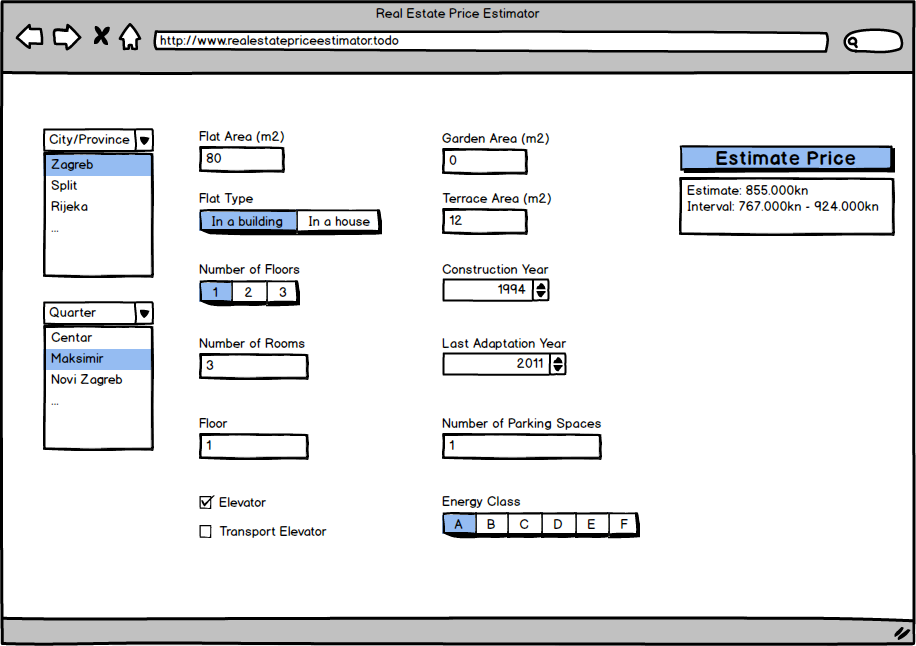 Real Estate Price Estimator
http://www.realestatepriceestimator.todo
City/Province
Zagreb
Split
Rijeka
...
Quarter
Centar
Maksimir
Novi Zagreb
...
Flat Area (m2)
80
Flat Type
In a building In a house
Number of Floors
1 2 3
Number of Rooms
3
Floor
1
Elevator
Transport Elevator
Garden Area (m2)
0
Terrace Area (m2)
12
Construction Year
1994
Last Adaptation Year
2011
Number of Parking Spaces
1
Energy Class
A B C D E F
Estimate Price
Estimate: 855.000kn
Interval: 767.000kn - 924.000kn